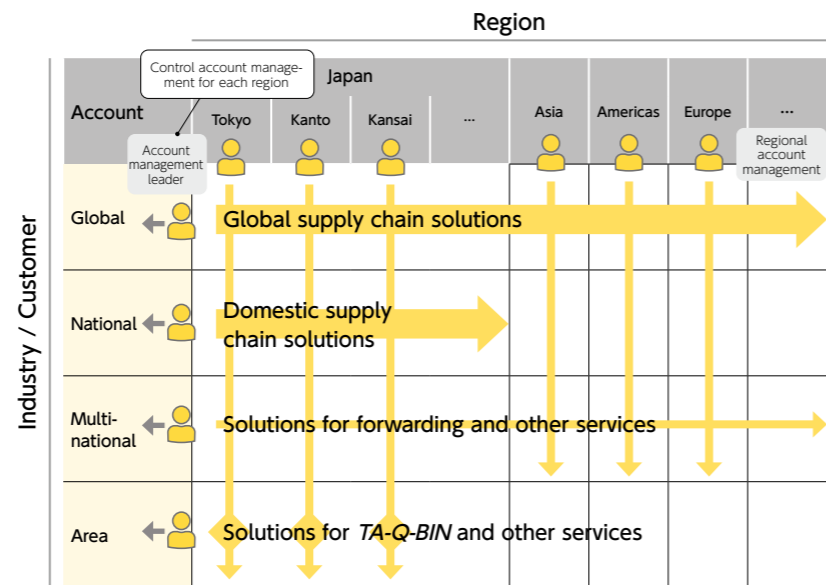 Region
Control account manage-
ment for each region
Japan
Account
Tokyo
Kanto
Kansai
...
Asia
Americas
Europe
...
Account
management
leader
Regional
account
management
Industry / Customer
Global
Global supply chain solutions
National
Domestic supply
chain solutions
Multi-
national
Solutions for forwarding and other services
Area
Solutions for TA-Q-BIN and other services